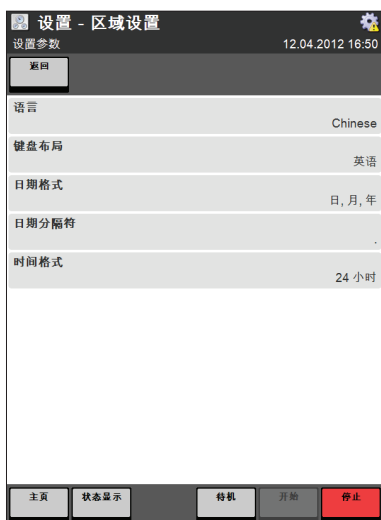 设置 - 区域设置
设置参数 12.04.2012 16:50
返回
语言
Chinese
键盘布局
英语
日期格式
日, 月, 年
日期分隔符
.
时间格式
24 小时
主页 状态显示 待机 开始 停止